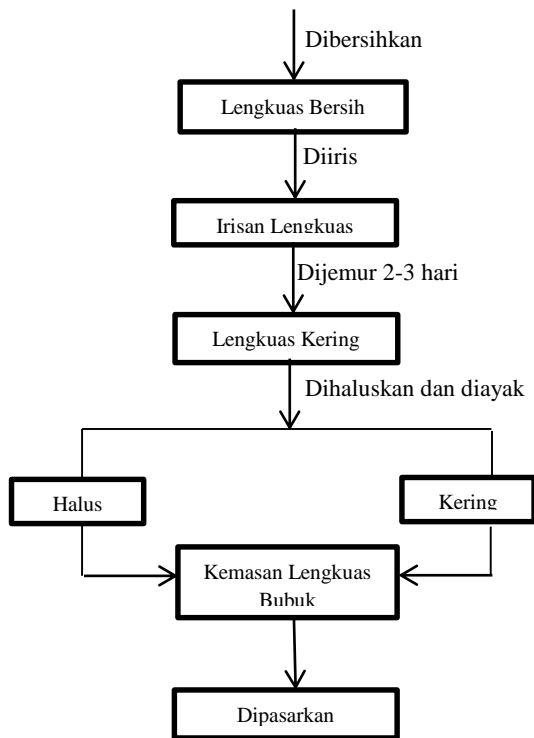 Dibersihkan
Lengkuas Bersih
Diiris
Irisan Lengkuas
Dijemur 2-3 hari
Lengkuas Kering
Dihaluskan dan diayak
Halus
Kering
Kemasan Lengkuas
Bubuk
Dipasarkan